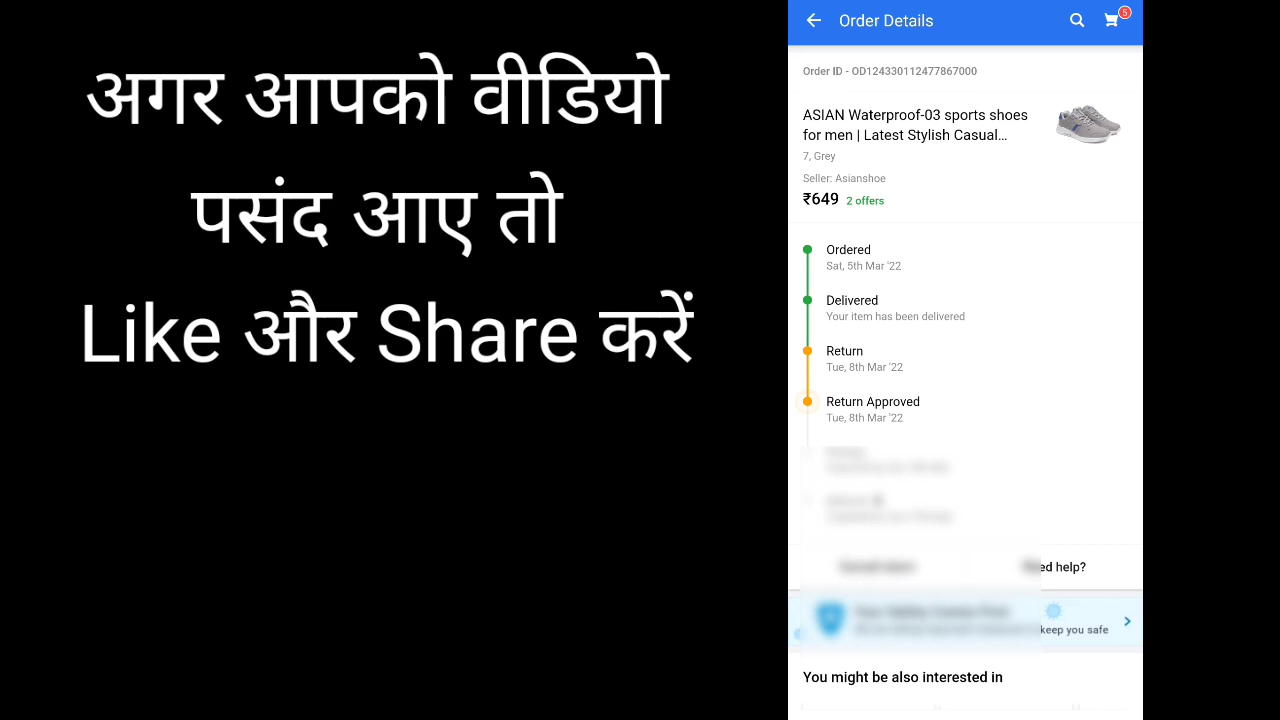 अगर आपको वीडियो
पसंद आए तो
Like और Share करें
Order Details
5
Order ID - OD124330112477867000
ASIAN Waterproof-03 sports shoes
for men | Latest Stylish Casual...
7, Grey
Seller: Asianshoe
₹649 2 offers
Ordered
Sat, 5th Mar '22
Delivered
Your item has been delivered
Return
Tue, 8th Mar '22
Return Approved
Tue, 8th Mar '22
help?
keep you safe
You might be also interested in